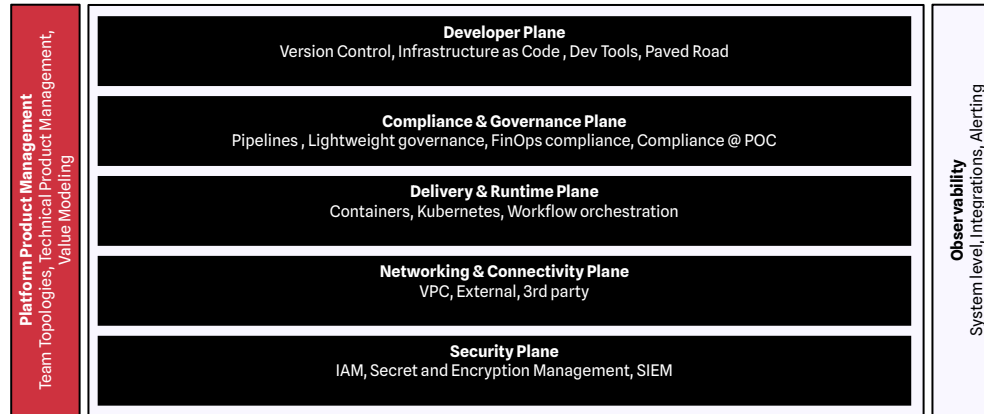 Platform Product Management
Team Topologies, Technical Product Management,
Value Modeling
Developer Plane
Version Control, Infrastructure as Code , Dev Tools, Paved Road
Compliance & Governance Plane
Pipelines , Lightweight governance, FinOps compliance, Compliance @ POC
Delivery & Runtime Plane
Containers, Kubernetes, Workflow orchestration
Networking & Connectivity Plane
VPC, External, 3rd party
Security Plane
IAM, Secret and Encryption Management, SIEM
Observability
System level, Integrations, Alerting